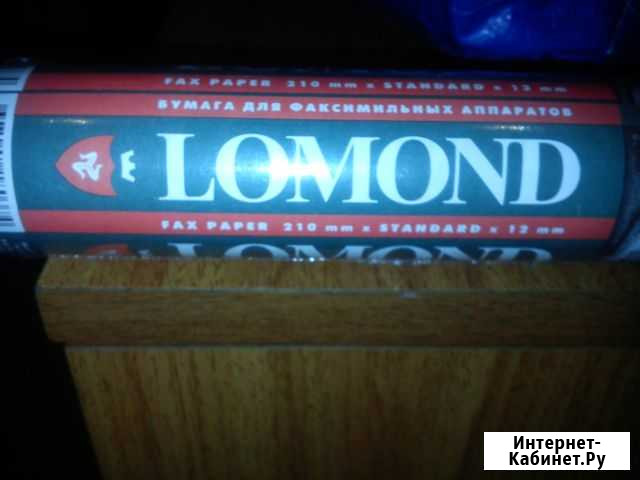 FAX PAPER 210 mm x STANDARD x 12 mm
БУМАГА ДЛЯ ФАКСИМИЛЬНЫХ АППАРАТОВ
LOMOND
FAX PAPER 210 mm x STANDARD x 12 mm
LOMOND
Интернет-
Кабинет.Ру